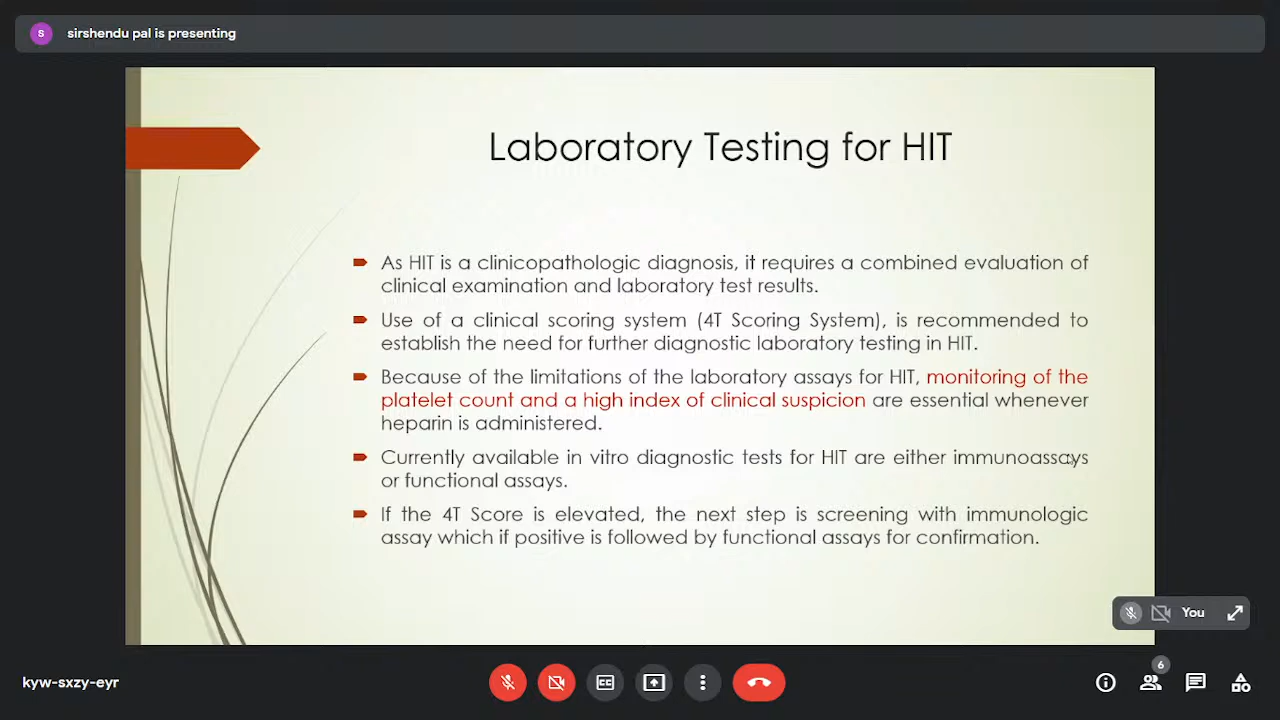 S
sirshendu pal is presenting
Laboratory Testing for HIT
As HIT is a clinicopathologic diagnosis, it requires a combined evaluation of
clinical examination and laboratory test results.
Use of a clinical scoring system (4T Scoring System), is recommended to
establish the need for further diagnostic laboratory testing in HIT.
Because of the limitations of the laboratory assays for HIT, monitoring of the
platelet count and a high index of clinical suspicion are essential whenever
heparin is administered.
Currently available in vitro diagnostic tests for HIT are either immunoassays
or functional assays.
If the 4T Score is elevated, the next step is screening with immunologic
assay which if positive is followed by functional assays for confirmation.
You
kyw-sxzy-eyr
CC
6